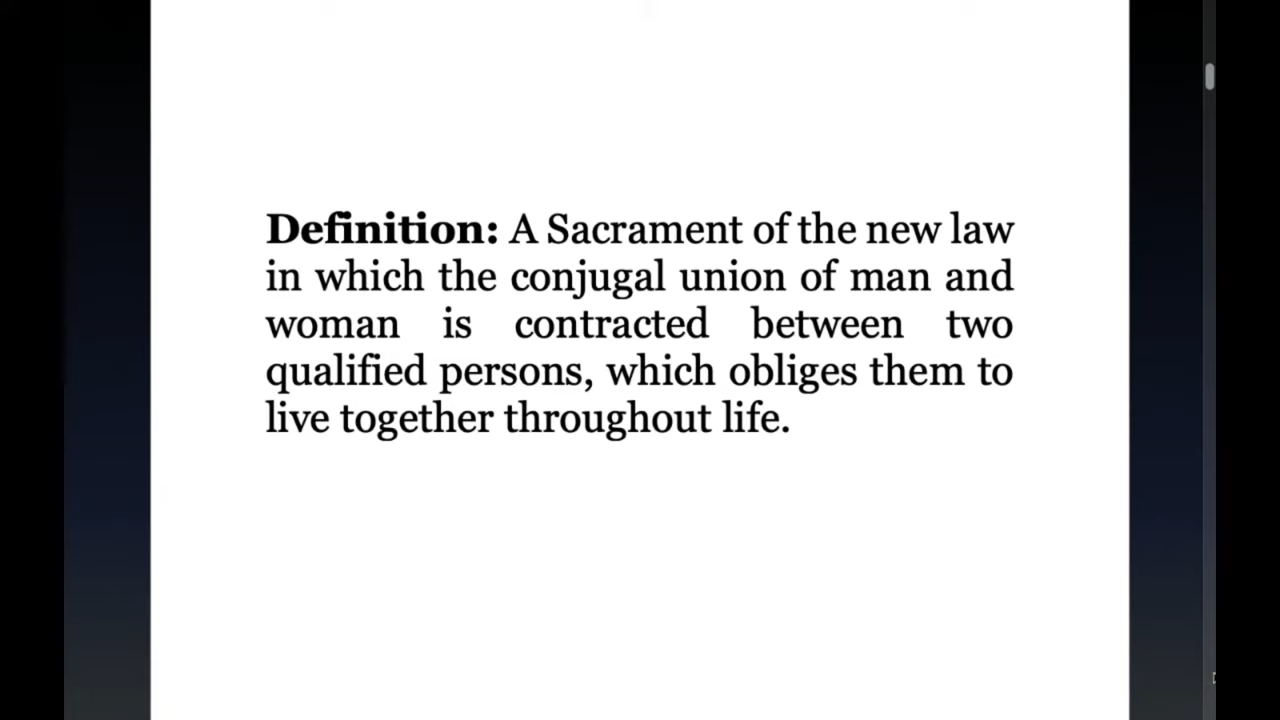 Definition: A Sacrament of the new law
in which the conjugal union of man and
woman is contracted between two
qualified persons, which obliges them to
live together throughout life.